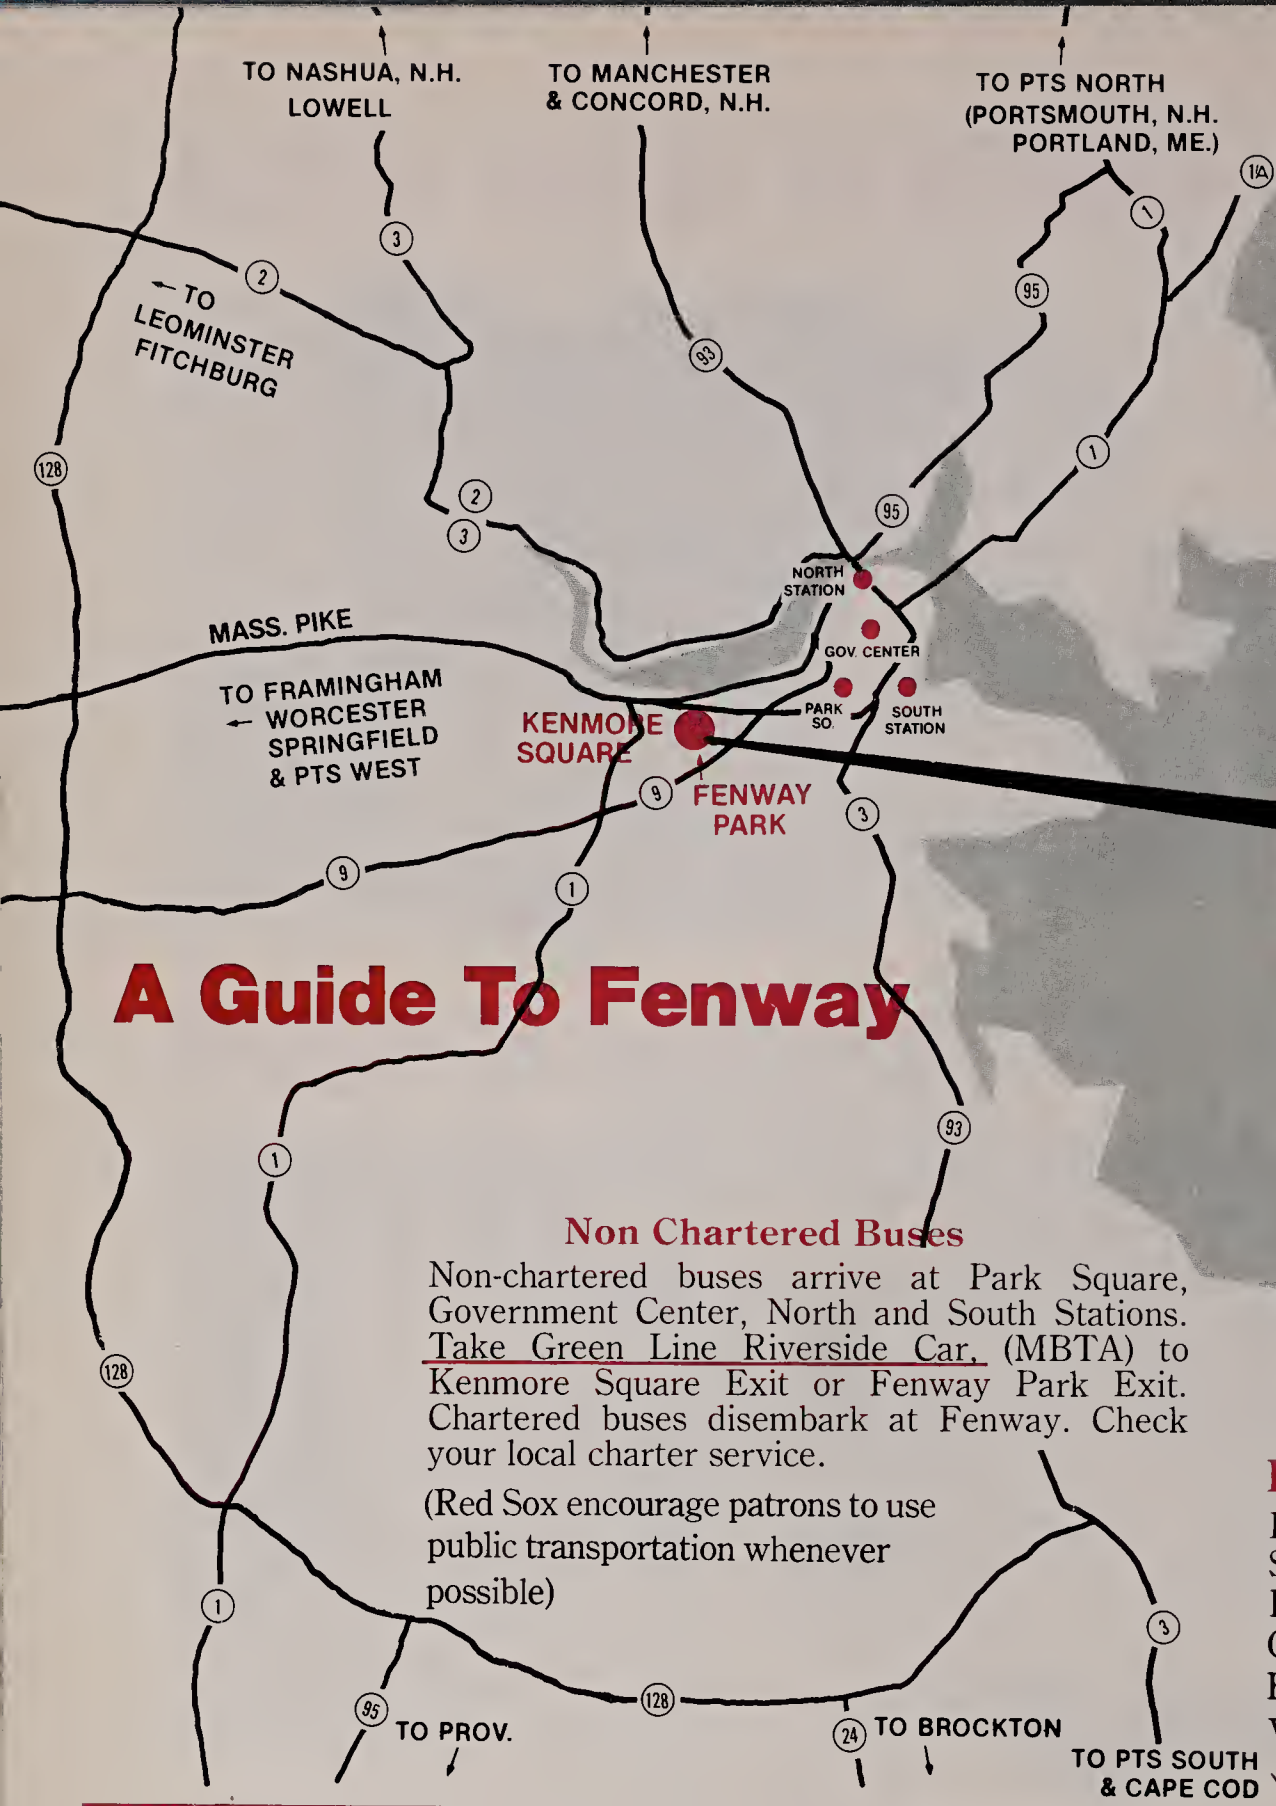 TO NASHUA, N.H.
LOWELL
TO MANCHESTER
& CONCORD, N.H.
TO PTS NORTH
(PORTSMOUTH, N.H.
PORTLAND, ME.)
1A
1
3
2
95
← TO
LEOMINSTER
FITCHBURG
93
128
1
2
3
95
NORTH
STATION
MASS. PIKE
GOV. CENTER
TO FRAMINGHAM
← WORCESTER
SPRINGFIELD
& PTS WEST
KENMORE
SQUARE
PARK
SQ.
SOUTH
STATION
9
FENWAY
PARK
3
9
1
A Guide To Fenway
93
1
Non Chartered Buses
Non-chartered buses arrive at Park Square,
Government Center, North and South Stations.
Take Green Line Riverside Car, (MBTA) to
Kenmore Square Exit or Fenway Park Exit.
Chartered buses disembark at Fenway. Check
your local charter service.
(Red Sox encourage patrons to use
public transportation whenever
possible)
128
1
3
128
95
TO PROV.
24
TO BROCKTON
TO PTS SOUTH
& CAPE COD